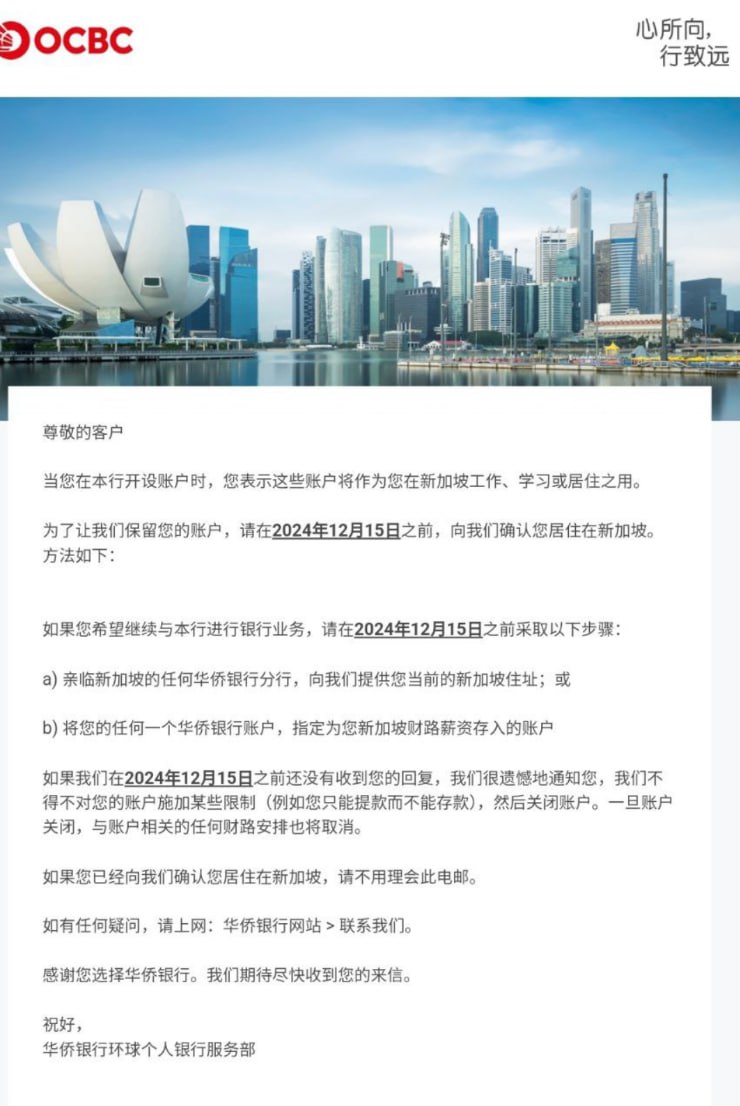 OCBC
心所向,
行致远
尊敬的客户
当您在本行开设账户时，您表示这些账户将作为您在新加坡工作、学习或居住之用。
为了让我们保留您的账户，请在2024年12月15日之前，向我们确认您居住在新加坡。
方法如下：
如果您希望继续与本行进行银行业务，请在2024年12月15日之前采取以下步骤：
a) 亲临新加坡的任何华侨银行分行，向我们提供您当前的新加坡住址；或
b) 将您的任何一个华侨银行账户，指定为您新加坡财路薪资存入的账户
如果我们在2024年12月15日之前还没有收到您的回复，我们很遗憾地通知您，我们不
得不对您的账户施加某些限制（例如您只能提款而不能存款），然后关闭账户。一旦账户
关闭，与账户相关的任何财路安排也将取消。
如果您已经向我们确认您居住在新加坡，请不用理会此电邮。
如有任何疑问，请上网：华侨银行网站 > 联系我们。
感谢您选择华侨银行。我们期待尽快收到您的来信。
祝好，
华侨银行环球个人银行服务部